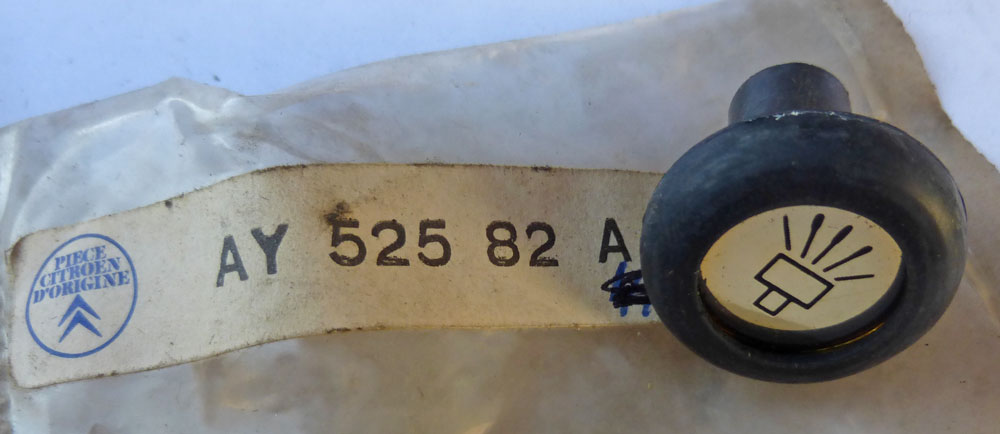 PIECE
CITROEN
D'ORIGINE
AY 525 82 A